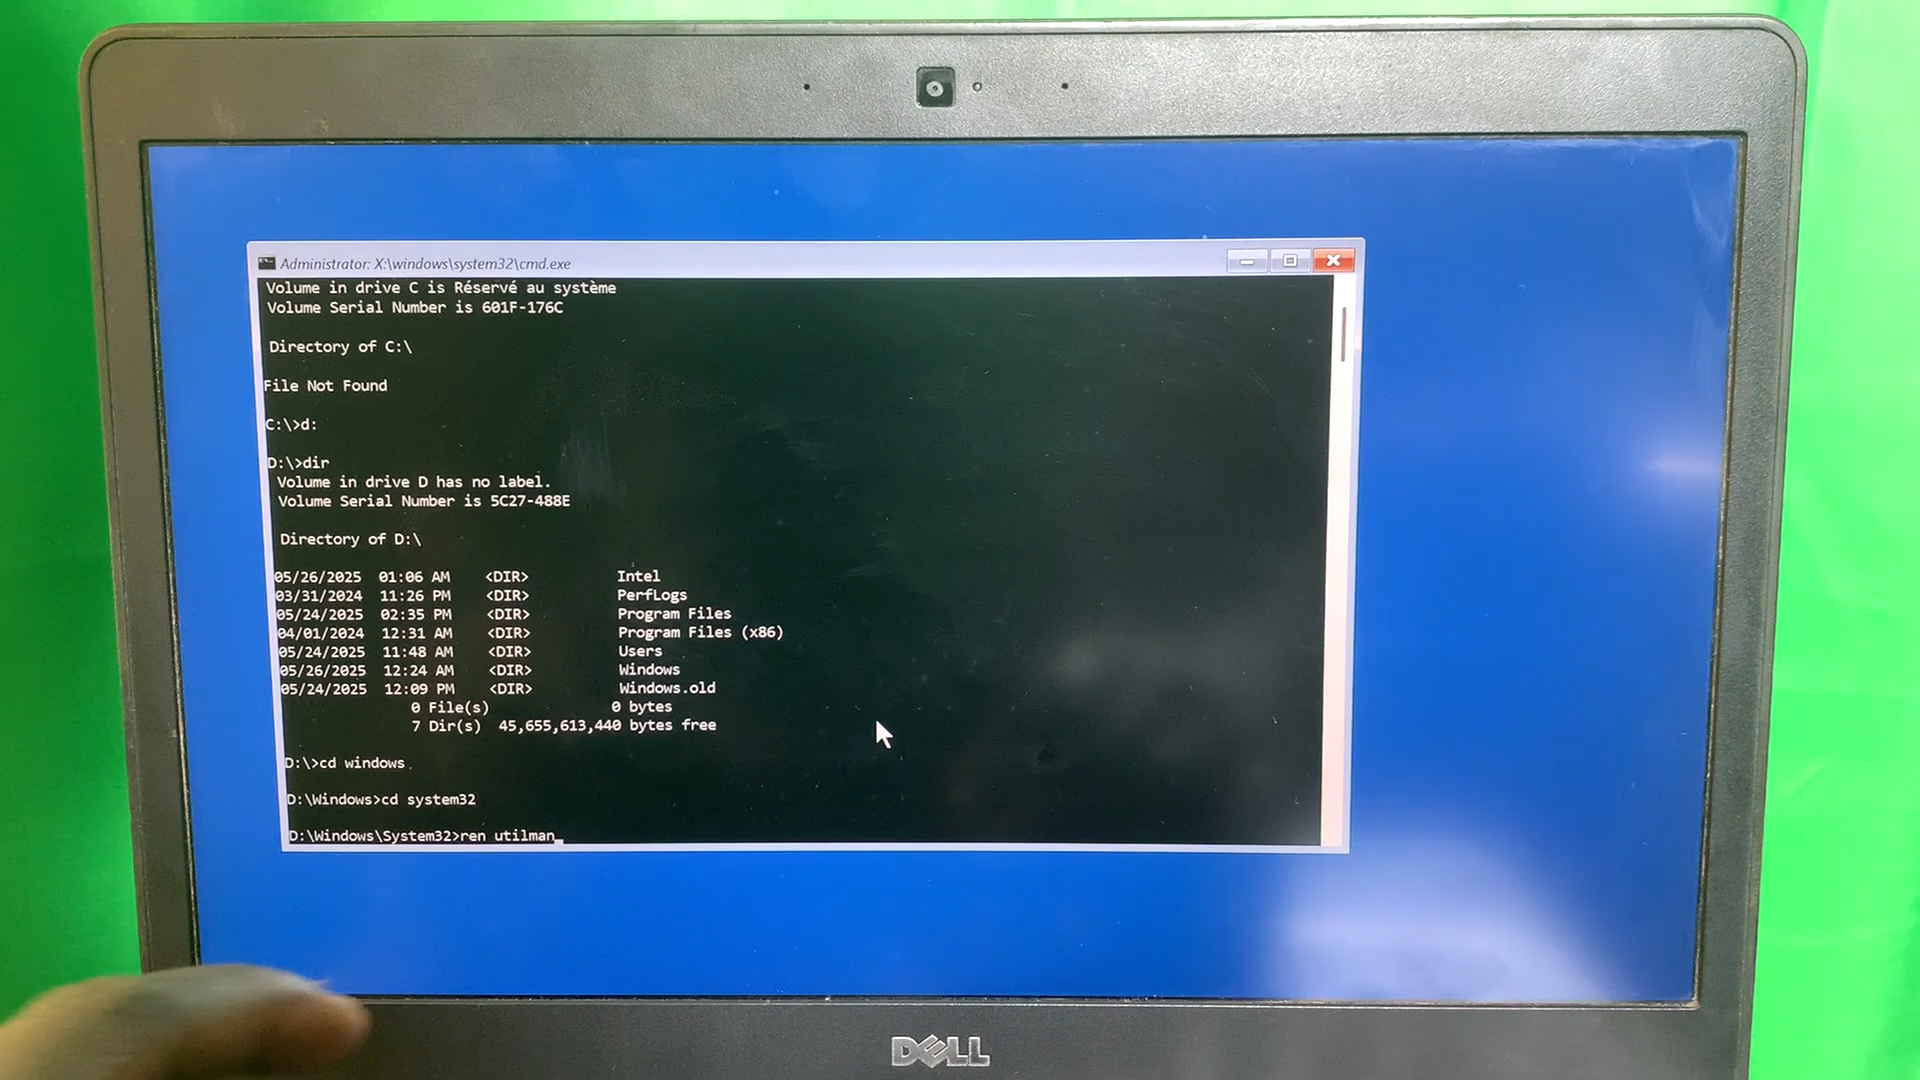 Administrator: X:\windows\system32\cmd.exe
Volume in drive C is Réservé au système
Volume Serial Number is 601F-176C
Directory of C:\
File Not Found
C:\>d:
D:\>dir
Volume in drive D has no label.
Volume Serial Number is 5C27-488E
Directory of D:\
05/26/2025 01:06 AM <DIR> Intel
03/31/2024 11:26 PM <DIR> PerfLogs
05/24/2025 02:35 PM <DIR> Program Files
04/01/2024 12:31 AM <DIR> Program Files (x86)
05/24/2025 11:48 AM <DIR> Users
05/26/2025 12:24 AM <DIR> Windows
05/24/2025 12:09 PM <DIR> Windows.old
0 File(s) 0 bytes
7 Dir(s) 45,655,613,440 bytes free
D:\>cd windows
D:\Windows>cd system32
D:\Windows\System32>ren utilman_
DELL